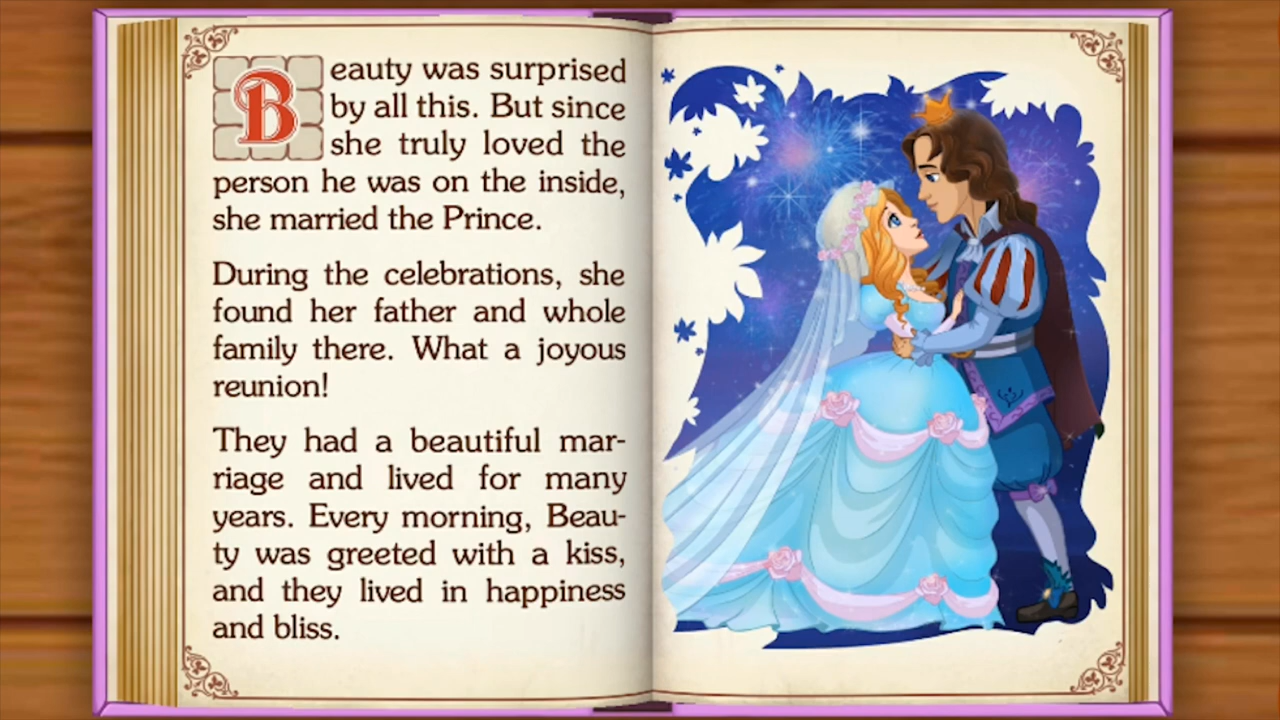 Beauty was surprised
by all this. But since
she truly loved the
person he was on the inside,
she married the Prince.
During the celebrations, she
found her father and whole
family there. What a joyous
reunion!
They had a beautiful mar-
riage and lived for many
years. Every morning, Beau-
ty was greeted with a kiss,
and they lived in happiness
and bliss.